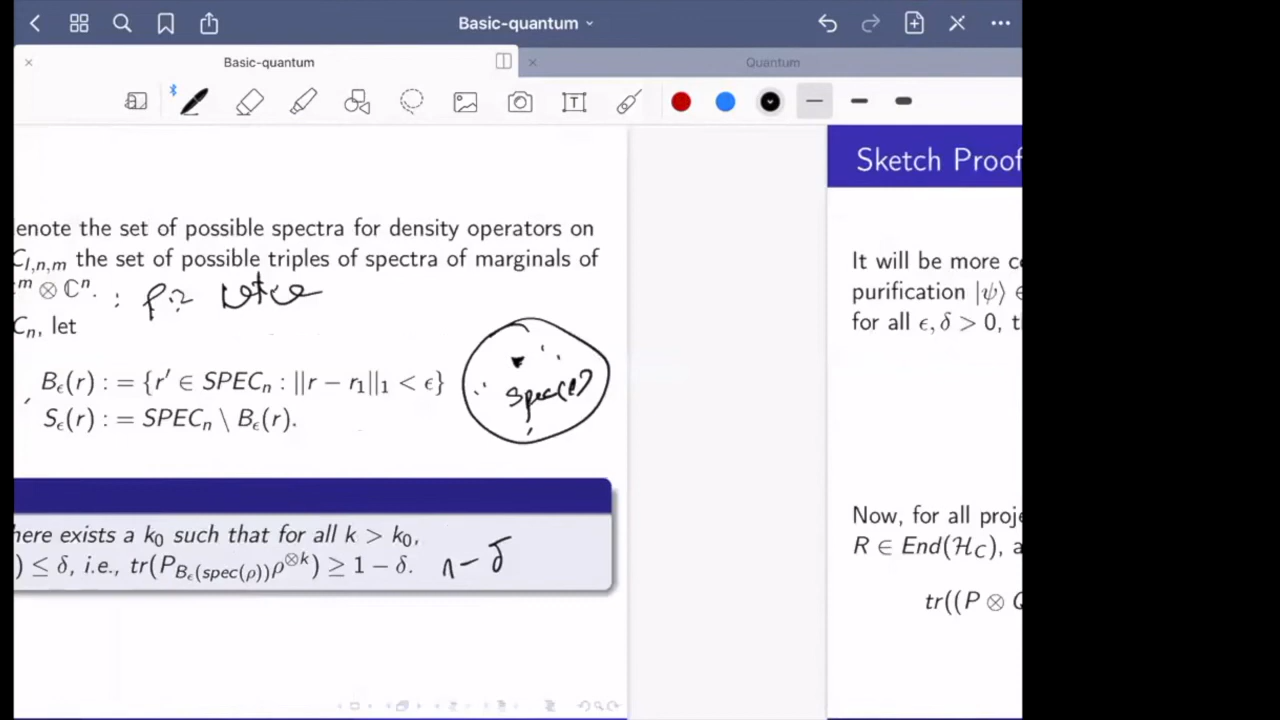 Basic-quantum
Basic-quantum
Quantum
enote the set of possible spectra for density operators on
C_{l,n,m} the set of possible triples of spectra of marginals of
^m ⊗ ℂ^n.
C_n, let
B_ϵ(r) : = {r′ ∈ SPEC_n : ||r − r_1||_1 < ϵ}
S_ϵ(r) : = SPEC_n \ B_ϵ(r).
here exists a k_0 such that for all k > k_0,
) ≤ δ, i.e., tr(P_{B_ϵ(spec(ρ))}ρ^{⊗k}) ≥ 1 − δ.
Sketch Proof
It will be more co
purification |ψ⟩ ∈
for all ϵ, δ > 0, t
Now, for all proje
R ∈ End(ℋ_C), a
tr((P ⊗ Q